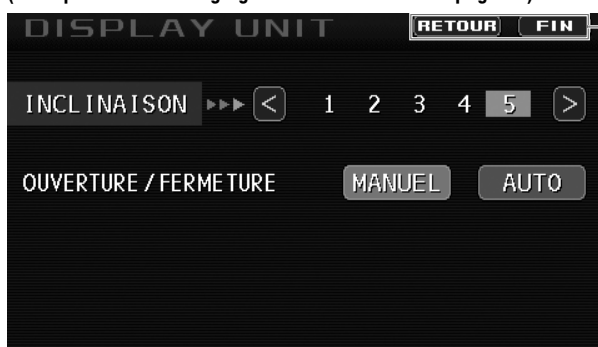 DISPLAY UNIT RETOUR FIN
INCLINAISON < 1 2 3 4 5 >
OUVERTURE / FERMETURE MANUEL AUTO